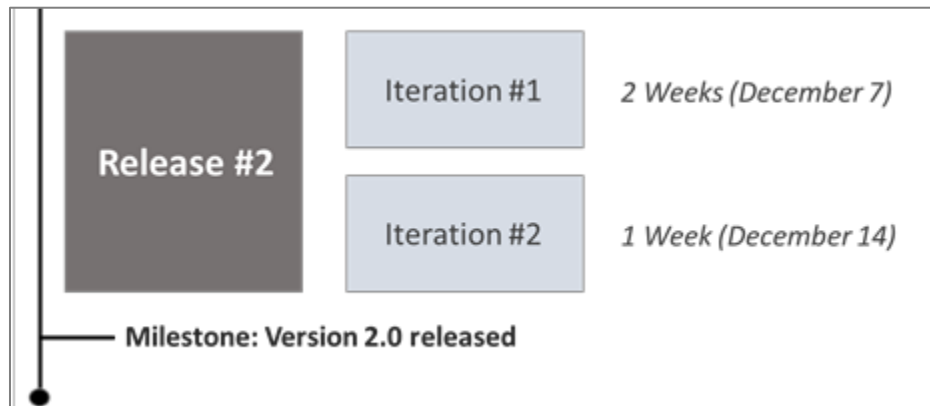 Release #2
Iteration #1
2 Weeks (December 7)
Iteration #2
1 Week (December 14)
Milestone: Version 2.0 released